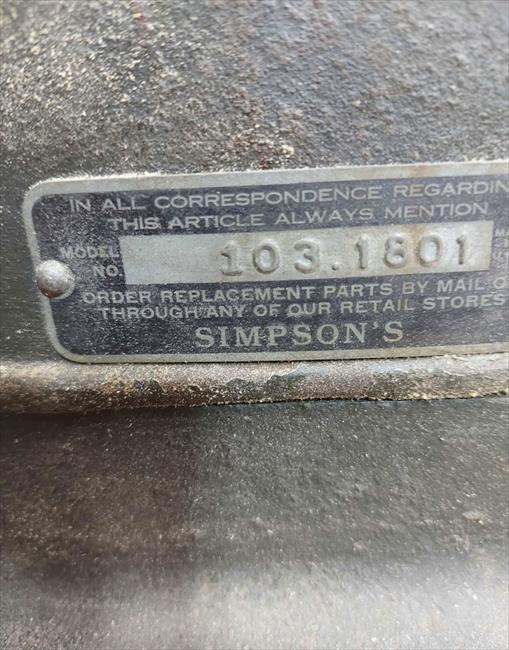 IN ALL CORRESPONDENCE REGARDIN
THIS ARTICLE ALWAYS MENTION
MODEL NO. 103.1801
ORDER REPLACEMENT PARTS BY MAIL O
THROUGH ANY OF OUR RETAIL STORES
SIMPSON'S